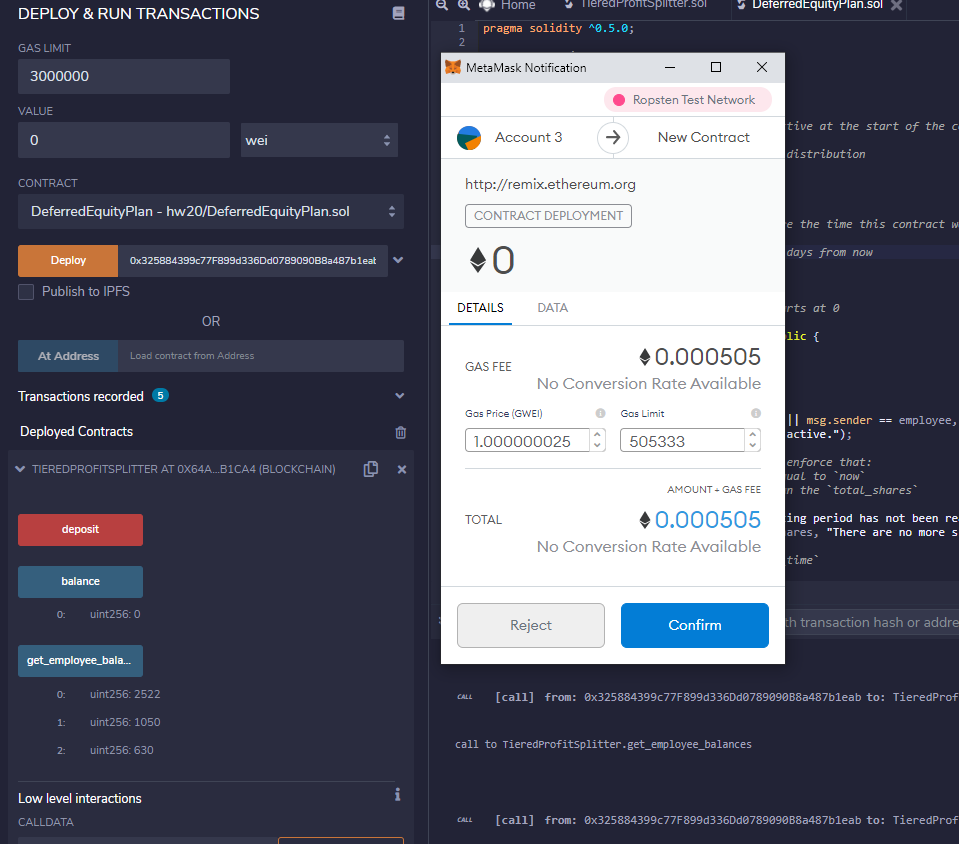 DEPLOY & RUN TRANSACTIONS
GAS LIMIT
3000000
VALUE
0
wei
CONTRACT
DeferredEquityPlan - hw20/DeferredEquityPlan.sol
Deploy
0x325884399c77F899d336Dd0789090B8a487b1eat
Publish to IPFS
OR
At Address
Load contract from Address
Transactions recorded 5
Deployed Contracts
TIEREDPROFITSPLITTER AT 0X64A...B1CA4 (BLOCKCHAIN)
deposit
balance
0: uint256: 0
get_employee_bala...
0: uint256: 2522
1: uint256: 1050
2: uint256: 630
Low level interactions
CALLDATA
Home
TieredProfitSplitter.sol
DeferredEquityPlan.sol
1 pragma solidity ^0.5.0;
2
MetaMask Notification
Ropsten Test Network
Account 3
New Contract
http://remix.ethereum.org
CONTRACT DEPLOYMENT
0
DETAILS
DATA
GAS FEE
0.000505
No Conversion Rate Available
Gas Price (GWEI)
Gas Limit
1.000000025
505333
AMOUNT + GAS FEE
TOTAL
0.000505
No Conversion Rate Available
Reject
Confirm
tive at the start of the co
distribution
e the time this contract w
days from now
rts at 0
lic {
|| msg.sender == employee,
active.");
enforce that:
ual to `now`
n the `total_shares`
ting period has not been re
ares, "There are no more s
time`
th transaction hash or addre
CALL [call] from: 0x325884399c77F899d336Dd0789090B8a487b1eab to: TieredProf
call to TieredProfitSplitter.get_employee_balances
CALL [call] from: 0x325884399c77F899d336Dd0789090B8a487b1eab to: TieredProf